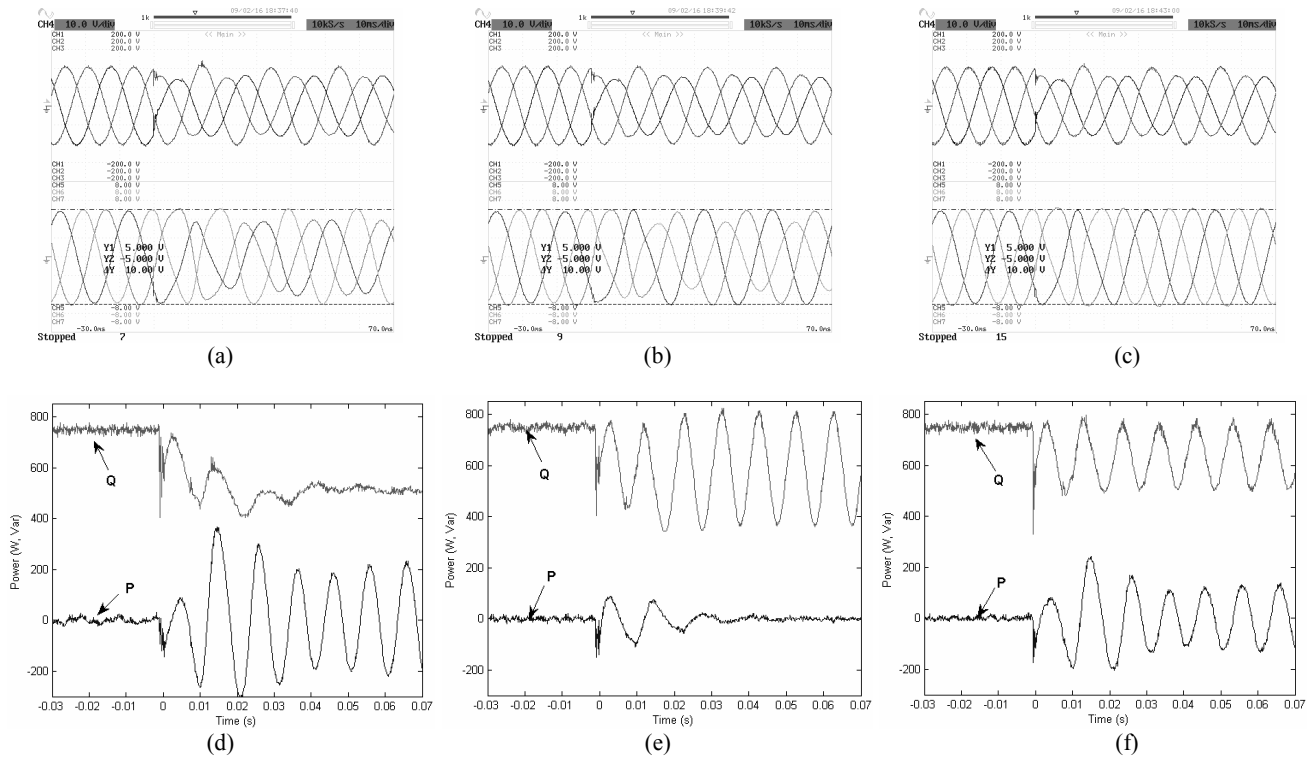 09/02/16 18:37:40
CH4 10.0 V/div 1k 10kS/s 10ms/div
CH1 200.0 V
CH2 200.0 V
CH3 200.0 V
<< Main >>
CH1 -200.0 V
CH2 -200.0 V
CH3 -200.0 V
CH5 8.00 V
CH6 8.00 V
CH7 8.00 V
Y1 5.000 V
Y2 -5.000 V
ΔY 10.00 V
CH5 -8.00 V
CH6 -8.00 V
CH7 -8.00 V
-30.0ms 70.0ms
Stopped 7
(a)
09/02/16 18:39:42
CH4 10.0 V/div 1k 10kS/s 10ms/div
CH1 200.0 V
CH2 200.0 V
CH3 200.0 V
<< Main >>
CH1 -200.0 V
CH2 -200.0 V
CH3 -200.0 V
CH5 8.00 V
CH6 8.00 V
CH7 8.00 V
Y1 5.000 V
Y2 -5.000 V
ΔY 10.00 V
CH5 -8.00 V
CH6 -8.00 V
CH7 -8.00 V
-30.0ms 70.0ms
Stopped 9
(b)
09/02/16 18:43:00
CH4 10.0 V/div 1k 10kS/s 10ms/div
CH1 200.0 V
CH2 200.0 V
CH3 200.0 V
<< Main >>
CH1 -200.0 V
CH2 -200.0 V
CH3 -200.0 V
CH5 8.00 V
CH6 8.00 V
CH7 8.00 V
Y1 5.000 V
Y2 -5.000 V
ΔY 10.00 V
CH5 -8.00 V
CH6 -8.00 V
CH7 -8.00 V
-30.0ms 70.0ms
Stopped 15
(c)
Power (W, Var)
800
600
400
200
0
-200
Q
P
-0.03 -0.02 -0.01 0 0.01 0.02 0.03 0.04 0.05 0.06 0.07
Time (s)
(d)
Power (W, Var)
800
600
400
200
0
-200
Q
P
-0.03 -0.02 -0.01 0 0.01 0.02 0.03 0.04 0.05 0.06 0.07
Time (s)
(e)
Power (W, Var)
800
600
400
200
0
-200
Q
P
-0.03 -0.02 -0.01 0 0.01 0.02 0.03 0.04 0.05 0.06 0.07
Time (s)
(f)